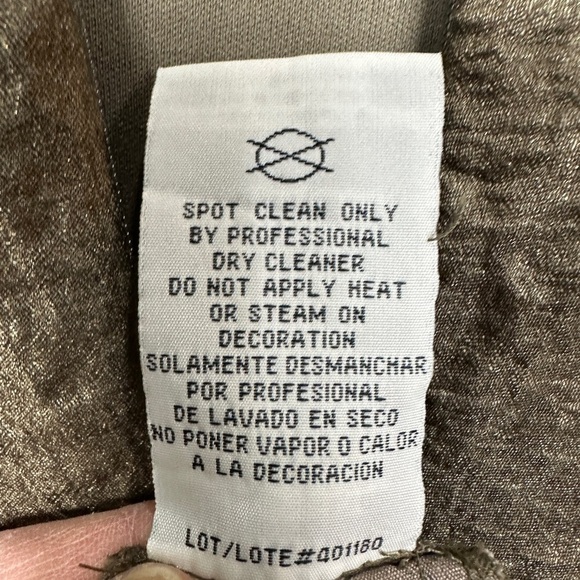 SPOT CLEAN ONLY
BY PROFESSIONAL
DRY CLEANER
DO NOT APPLY HEAT
OR STEAM ON
DECORATION
SOLAMENTE DESMANCHAR
POR PROFESIONAL
DE LAVADO EN SECO
NO PONER VAPOR O CALOR
A LA DECORACIÓN
LOT/LOTE#401180